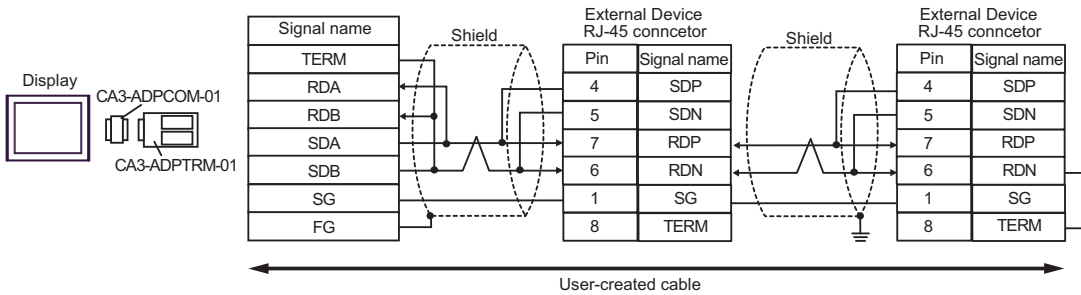 Display
CA3-ADPCOM-01
CA3-ADPTRM-01
Signal name
TERM
RDA
RDB
SDA
SDB
SG
FG
Shield
External Device
RJ-45 conncetor
Pin Signal name
4 SDP
5 SDN
7 RDP
6 RDN
1 SG
8 TERM
Shield
External Device
RJ-45 conncetor
Pin Signal name
4 SDP
5 SDN
7 RDP
6 RDN
1 SG
8 TERM
User-created cable